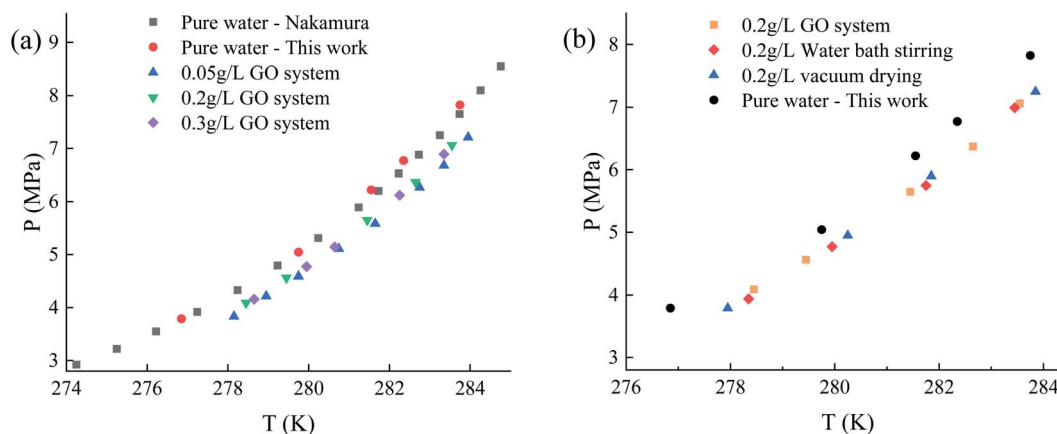 (a)
Pure water - Nakamura
Pure water - This work
0.05g/L GO system
0.2g/L GO system
0.3g/L GO system
9
8
7
6
5
4
3
P (MPa)
274
276
278
280
282
284
T (K)
(b)
0.2g/L GO system
0.2g/L Water bath stirring
0.2g/L vacuum drying
Pure water - This work
8
7
6
5
4
3
P (MPa)
276
278
280
282
284
T (K)